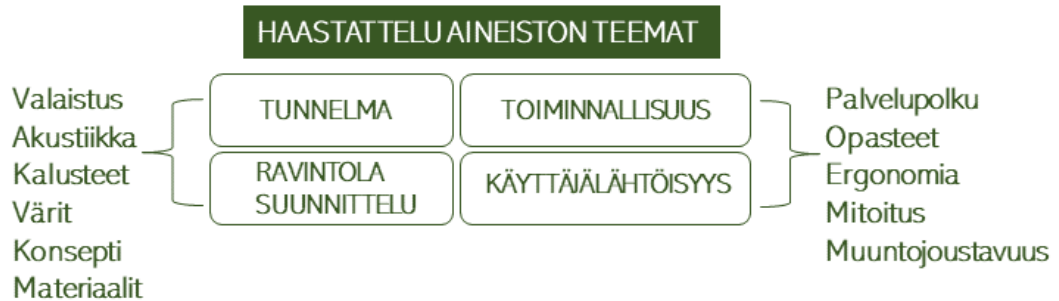 HAASTATTELU AINEISTON TEEMAT
Valaistus
Akustiikka
Kalusteet
Värit
Konsepti
Materiaalit
TUNNELMA
TOIMINNALLISUUS
RAVINTOLA
SUUNNITTELU
KÄYTTÄJÄLÄHTÖISYYS
Palvelupolku
Opasteet
Ergonomia
Mitoitus
Muuntojoustavuus